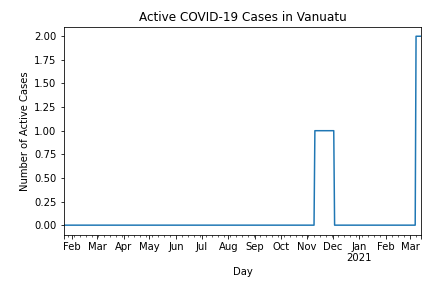 Active COVID-19 Cases in Vanuatu
Number of Active Cases
2.00
1.75
1.50
1.25
1.00
0.75
0.50
0.25
0.00
Feb Mar Apr May Jun Jul Aug Sep Oct Nov Dec Jan Feb Mar
2021
Day